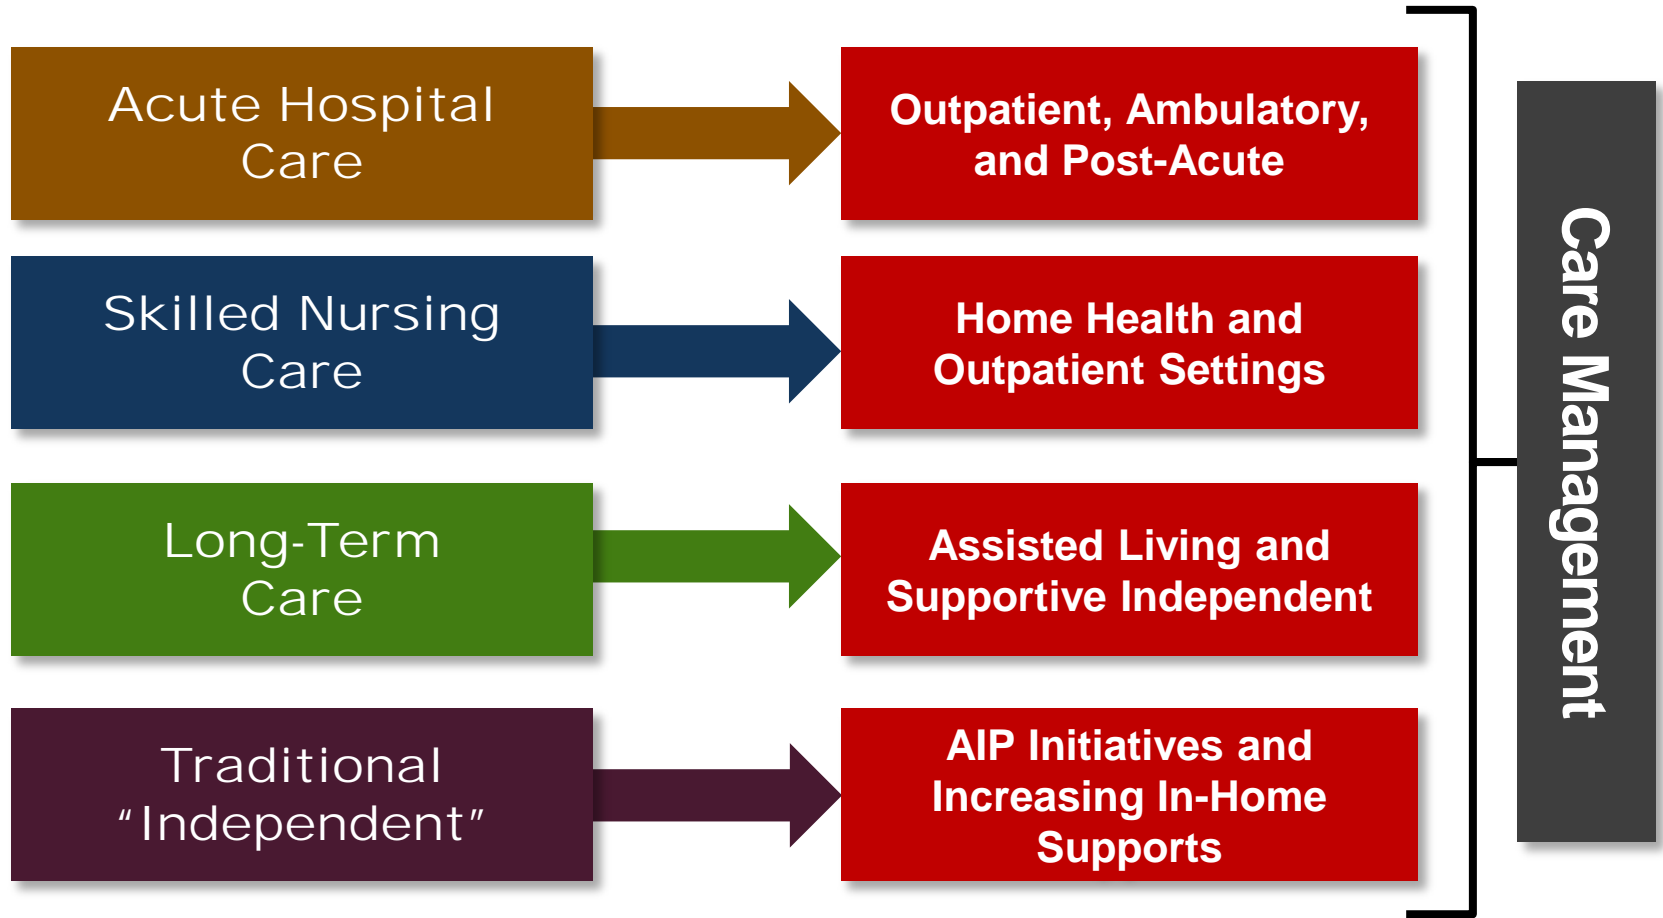 Acute Hospital
Care
Outpatient, Ambulatory,
and Post-Acute
Skilled Nursing
Care
Home Health and
Outpatient Settings
Long-Term
Care
Assisted Living and
Supportive Independent
Traditional
“Independent”
AIP Initiatives and
Increasing In-Home
Supports
Care Management